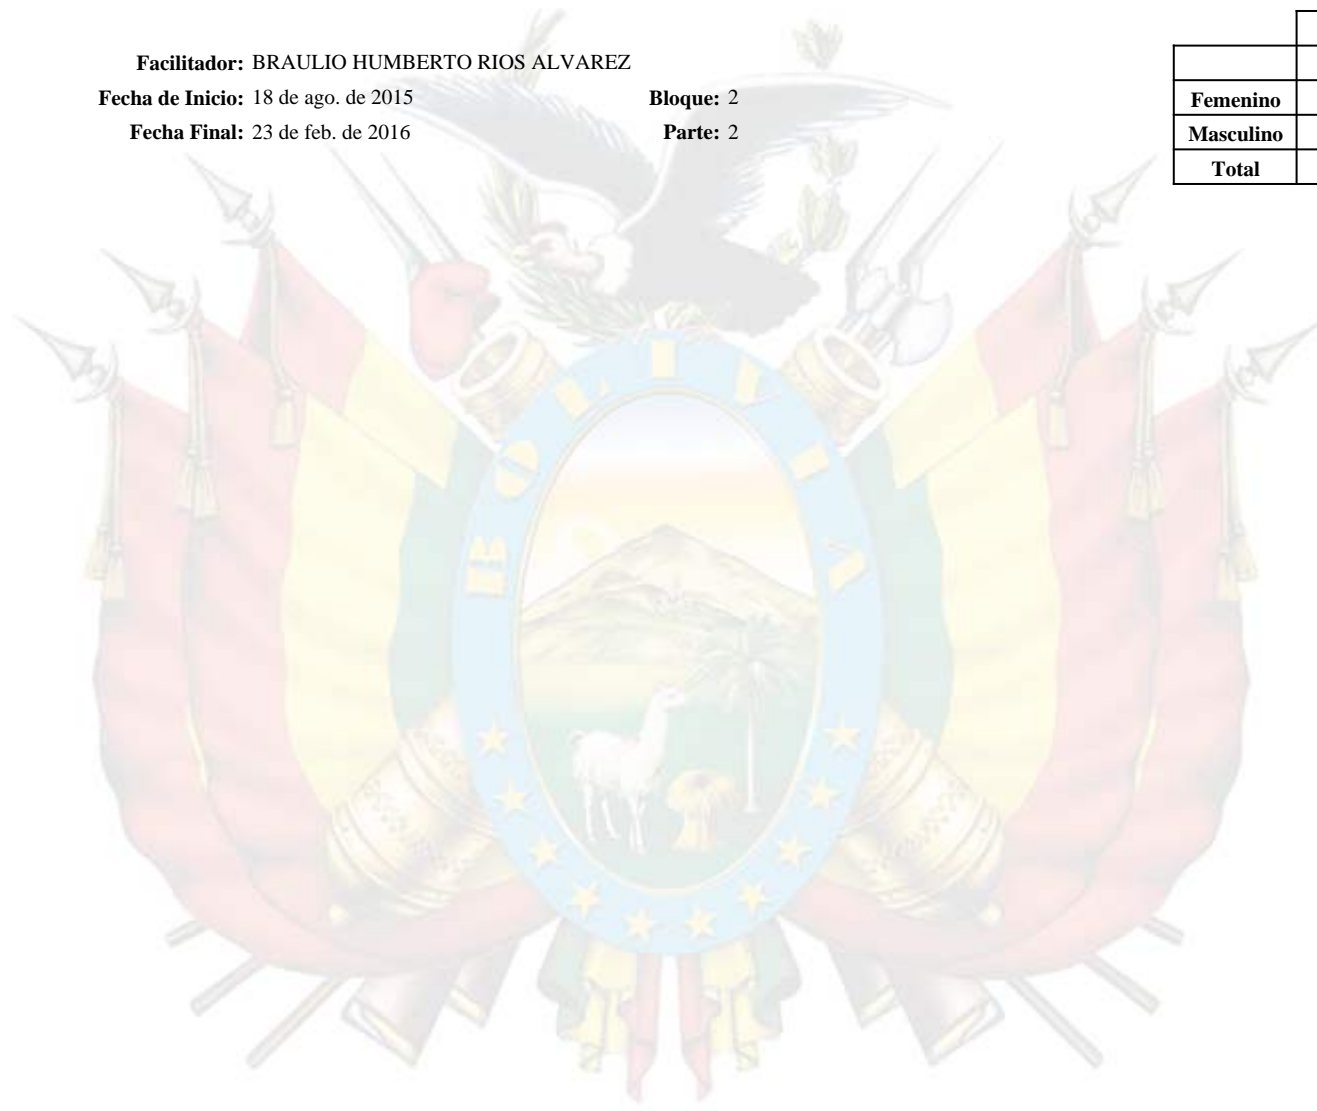 Facilitador: BRAULIO HUMBERTO RIOS ALVAREZ
Fecha de Inicio: 18 de ago. de 2015 Bloque: 2
Fecha Final: 23 de feb. de 2016 Parte: 2
Femenino
Masculino
Total
BOLIVIA